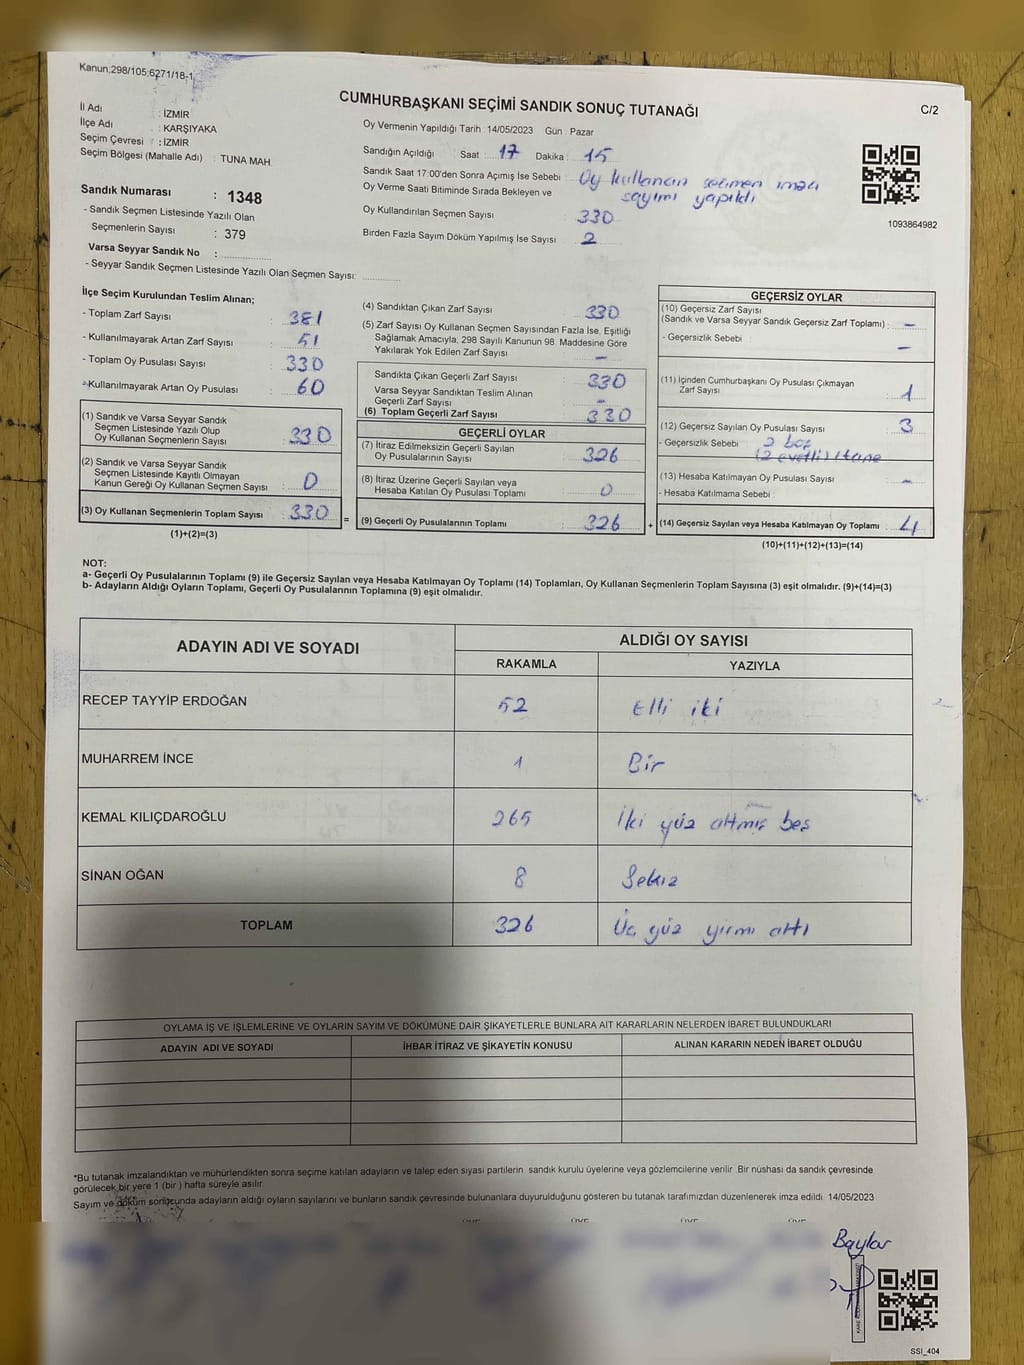 Kanun:298/105,6271/18-1
CUMHURBAŞKANI SEÇİMİ SANDIK SONUÇ TUTANAĞI
C/2
İl Adı : İZMİR
İlçe Adı : KARŞIYAKA
Seçim Çevresi : İZMİR
Seçim Bölgesi (Mahalle Adı) : TUNA MAH.
Sandık Numarası : 1348
- Sandık Seçmen Listesinde Yazılı Olan
Seçmenlerin Sayısı : 379
Varsa Seyyar Sandık No :
- Seyyar Sandık Seçmen Listesinde Yazılı Olan Seçmen Sayısı:
Oy Vermenin Yapıldığı Tarih : 14/05/2023 Gün : Pazar
Sandığın Açıldığı Saat : 17 Dakika : 15
Sandık Saat 17:00'den Sonra Açımış İse Sebebi : Oy kullanan seçmen imza
Oy Verme Saati Bitiminde Sırada Bekleyen ve sayımı yapıldı
Oy Kullandırılan Seçmen Sayısı : 330
Birden Fazla Sayım Döküm Yapılmış İse Sayısı : 2
1093864982
İlçe Seçim Kurulundan Teslim Alınan;
- Toplam Zarf Sayısı : 381
- Kullanılmayarak Artan Zarf Sayısı : 51
- Toplam Oy Pusulası Sayısı : 330
- Kullanılmayarak Artan Oy Pusulası : 60
(1) Sandık ve Varsa Seyyar Sandık
Seçmen Listesinde Yazılı Olup
Oy Kullanan Seçmenlerin Sayısı : 330
(2) Sandık ve Varsa Seyyar Sandık
Seçmen Listesinde Kayıtlı Olmayan
Kanun Gereği Oy Kullanan Seçmen Sayısı : 0
(3) Oy Kullanan Seçmenlerin Toplam Sayısı : 330
(1)+(2)=(3)
(4) Sandıktan Çıkan Zarf Sayısı : 330
(5) Zarf Sayısı Oy Kullanan Seçmen Sayısından Fazla İse, Eşitliği
Sağlamak Amacıyla; 298 Sayılı Kanunun 98. Maddesine Göre
Yakılarak Yok Edilen Zarf Sayısı : -
Sandıkta Çıkan Geçerli Zarf Sayısı : 330
Varsa Seyyar Sandıktan Teslim Alınan
Geçerli Zarf Sayısı : -
(6) Toplam Geçerli Zarf Sayısı : 330
GEÇERLİ OYLAR
(7) İtiraz Edilmeksizin Geçerli Sayılan
Oy Pusulalarının Sayısı : 326
(8) İtiraz Üzerine Geçerli Sayılan veya
Hesaba Katılan Oy Pusulası Toplamı : 0
= (9) Geçerli Oy Pusulalarının Toplamı : 326 +
GEÇERSİZ OYLAR
(10) Geçersiz Zarf Sayısı
(Sandık ve Varsa Seyyar Sandık Geçersiz Zarf Toplamı) : -
- Geçersizlik Sebebi : -
(11) İçinden Cumhurbaşkanı Oy Pusulası Çıkmayan
Zarf Sayısı : 1
(12) Geçersiz Sayılan Oy Pusulası Sayısı : 3
- Geçersizlik Sebebi : 2 boş
tane
(13) Hesaba Katılmayan Oy Pusulası Sayısı : -
- Hesaba Katılmama Sebebi :
(14) Geçersiz Sayılan veya Hesaba Katılmayan Oy Toplamı : 4
(10)+(11)+(12)+(13)=(14)
NOT:
a- Geçerli Oy Pusulalarının Toplamı (9) ile Geçersiz Sayılan veya Hesaba Katılmayan Oy Toplamı (14) Toplamları, Oy Kullanan Seçmenlerin Toplam Sayısına (3) eşit olmalıdır. (9)+(14)=(3)
b- Adayların Aldığı Oyların Toplamı, Geçerli Oy Pusulalarının Toplamına (9) eşit olmalıdır.
ADAYIN ADI VE SOYADI ALDIĞI OY SAYISI
RAKAMLA YAZIYLA
RECEP TAYYİP ERDOĞAN 52 Elli iki
MUHARREM İNCE 1 Bir
KEMAL KILIÇDAROĞLU 265 İki yüz altmış beş
SİNAN OĞAN 8 Sekiz
TOPLAM 326 Üç yüz yirmi altı
OYLAMA İŞ VE İŞLEMLERINE VE OYLARIN SAYIM VE DÖKÜMÜNE DAİR ŞİKAYETLERLE BUNLARA AIT KARARLARIN NELERDEN İBARET BULUNDUKLARI
ADAYIN ADI VE SOYADI İHBAR İTIRAZ VE ŞİKAYETİN KONUSU ALINAN KARARIN NEDEN İBARET OLDUĞU
*Bu tutanak imzalandıktan ve mühürlendikten sonra seçime katılan adayların ve talep eden siyasi partilerin sandık kurulu üyelerine veya gözlemcilerine verilir. Bir nüshası da sandık çevresinde
görülecek bir yere 1 (bir) hafta süreyle asılır.
Sayım ve döküm sonucunda adayların aldığı oyların sayılarını ve bunların sandık çevresinde bulunanlara duyurulduğunu gösteren bu tutanak tarafımızdan düzenlenerek imza edildi. 14/05/2023
ÜYE ÜYE ÜYE ÜYE
Baylar
SSI_404